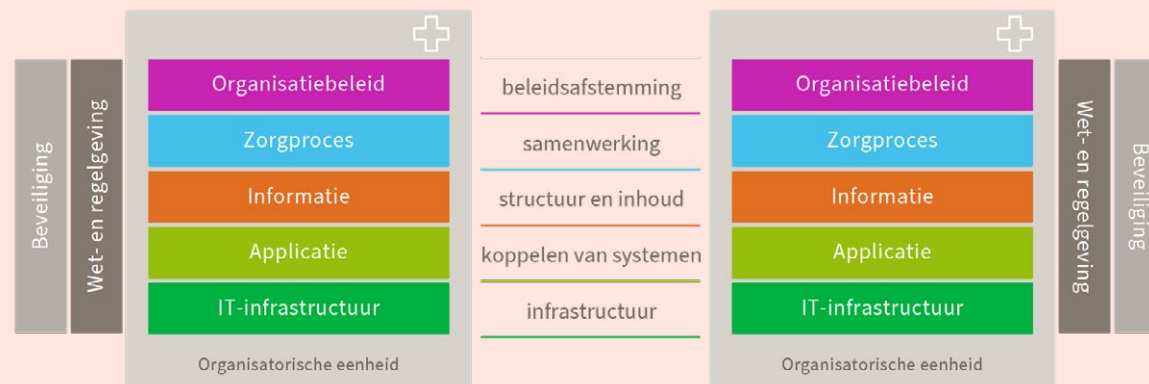 Beveiliging
Wet- en regelgeving
Organisatiebeleid
Zorgproces
Informatie
Applicatie
IT-infrastructuur
Organisatorische eenheid
beleidsafstemming
samenwerking
structuur en inhoud
koppelen van systemen
infrastructuur
Organisatiebeleid
Zorgproces
Informatie
Applicatie
IT-infrastructuur
Organisatorische eenheid
Wet- en regelgeving
Beveiliging